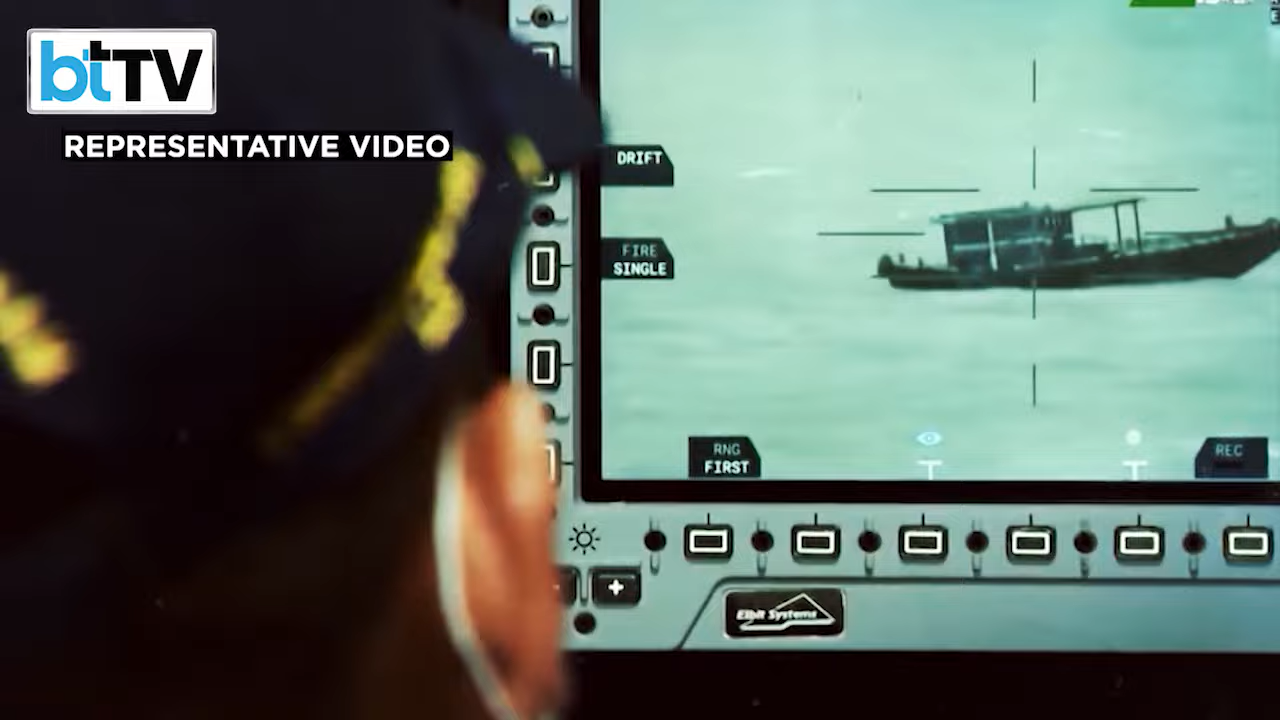 btTV
REPRESENTATIVE VIDEO
DRIFT
FIRE
SINGLE
RNG
FIRST
REC
+
Elbit Systems